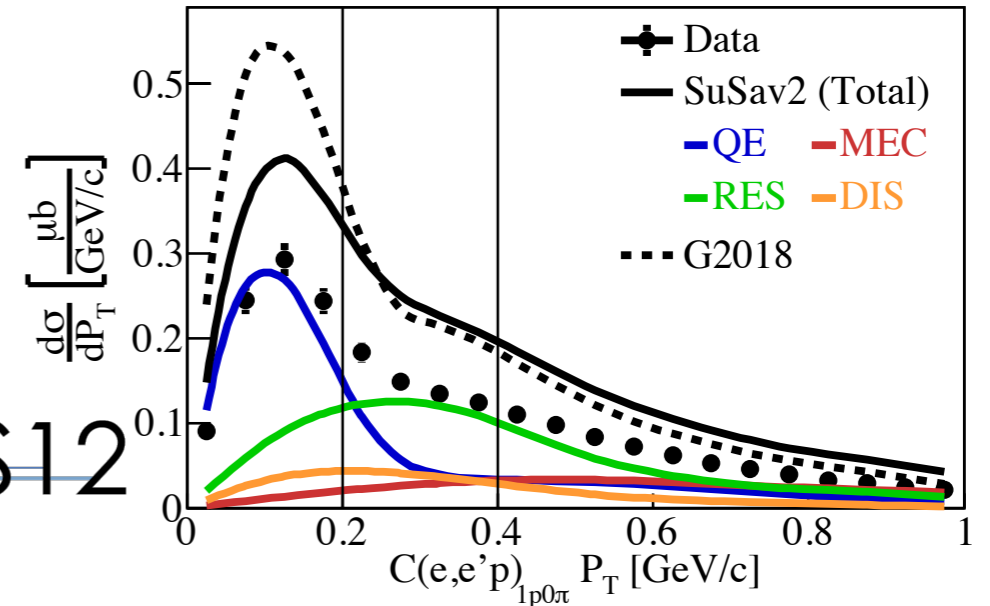 Data
SuSav2 (Total)
QE MEC
RES DIS
G2018
dσ/dP_T [μb/GeV/c]
0.5
0.4
0.3
0.2
0.1
0
S12
0 0.2 0.4 0.6 0.8 1
C(e,e’p)_1p0π P_T [GeV/c]